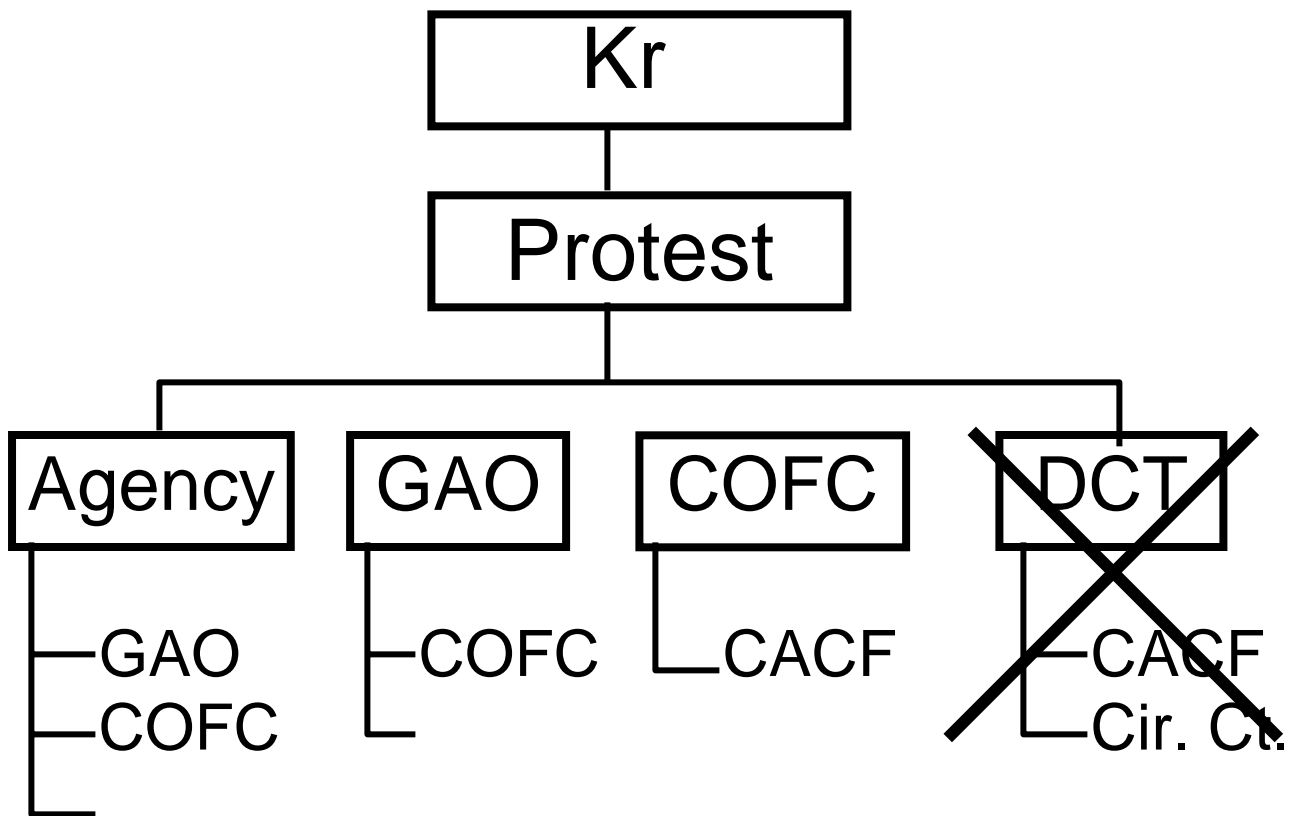 Kr
Protest
Agency
GAO
COFC
DCT
GAO
COFC
COFC
CACF
CACF
Cir. Ct.